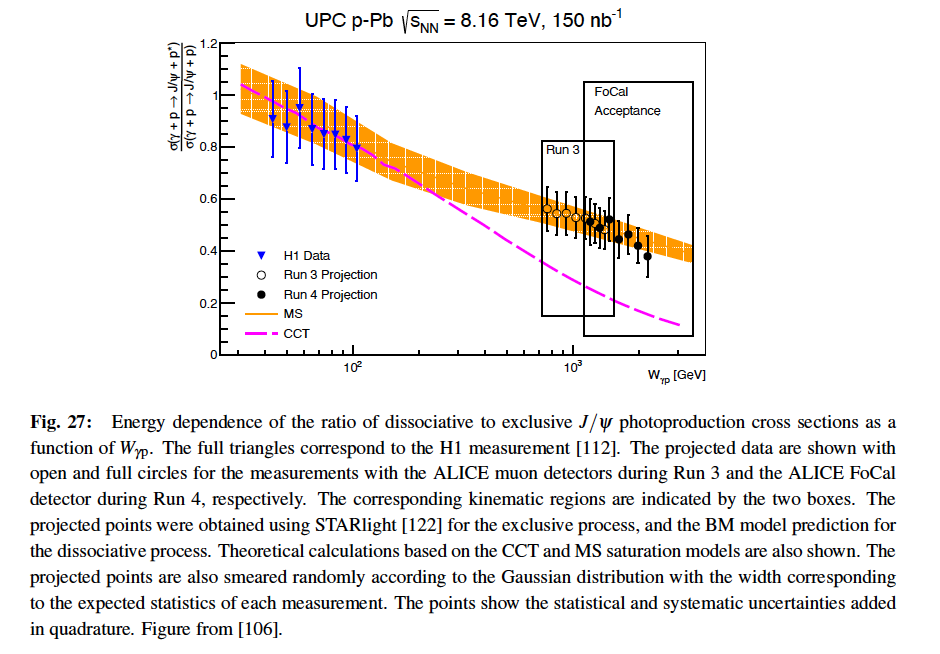 UPC p-Pb √sNN = 8.16 TeV, 150 nb-1
σ(γ + p → J/ψ + p*)
σ(γ + p → J/ψ + p)
1.2
1
0.8
0.6
0.4
0.2
0
FoCal
Acceptance
Run 3
H1 Data
Run 3 Projection
Run 4 Projection
MS
CCT
10²
10³
Wγp [GeV]
Fig. 27: Energy dependence of the ratio of dissociative to exclusive J/ψ photoproduction cross sections as a
function of Wγp. The full triangles correspond to the H1 measurement [112]. The projected data are shown with
open and full circles for the measurements with the ALICE muon detectors during Run 3 and the ALICE FoCal
detector during Run 4, respectively. The corresponding kinematic regions are indicated by the two boxes. The
projected points were obtained using STARlight [122] for the exclusive process, and the BM model prediction for
the dissociative process. Theoretical calculations based on the CCT and MS saturation models are also shown. The
projected points are also smeared randomly according to the Gaussian distribution with the width corresponding
to the expected statistics of each measurement. The points show the statistical and systematic uncertainties added
in quadrature. Figure from [106].